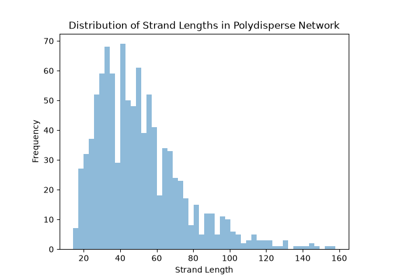 Distribution of Strand Lengths in Polydisperse Network
70
60
50
40
30
20
10
0
Frequency
20 40 60 80 100 120 140 160
Strand Length